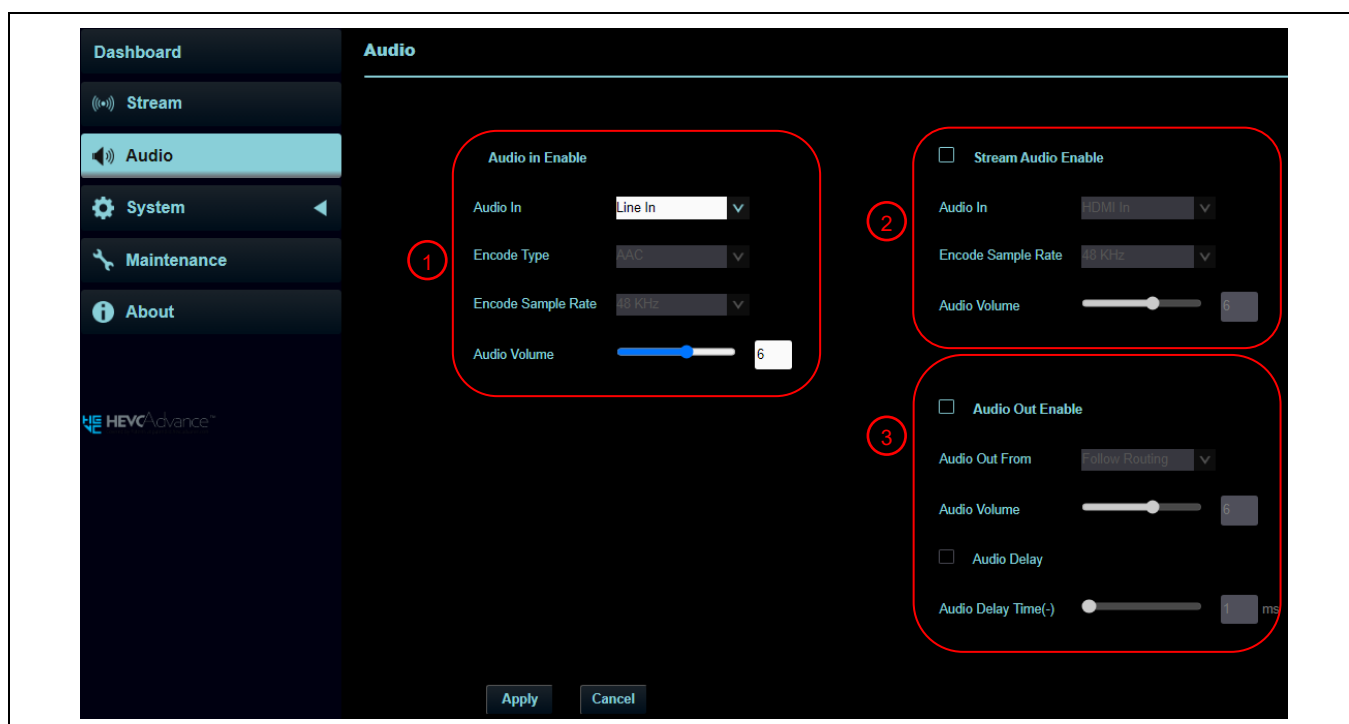 Dashboard
Stream
Audio
System
Maintenance
About
HEVC Advance™
Audio
1
Audio in Enable
Audio In Line In
Encode Type AAC
Encode Sample Rate 48 KHz
Audio Volume 6
2
Stream Audio Enable
Audio In HDMI In
Encode Sample Rate 48 KHz
Audio Volume 6
3
Audio Out Enable
Audio Out From Follow Routing
Audio Volume 6
Audio Delay
Audio Delay Time(-) 1 ms
Apply Cancel